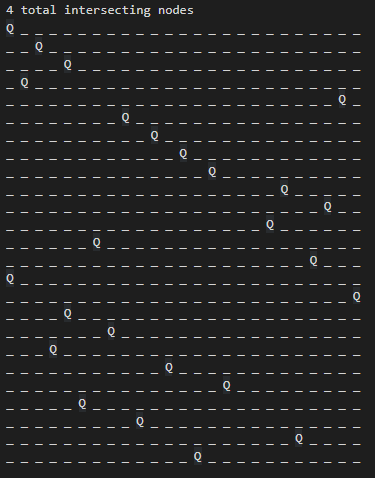 4 total intersecting nodes
Q _ _ _ _ _ _ _ _ _ _ _ _ _ _ _ _ _ _ _ _ _ _ _ _
_ _ Q _ _ _ _ _ _ _ _ _ _ _ _ _ _ _ _ _ _ _ _ _ _
_ _ _ _ Q _ _ _ _ _ _ _ _ _ _ _ _ _ _ _ _ _ _ _ _
_ Q _ _ _ _ _ _ _ _ _ _ _ _ _ _ _ _ _ _ _ _ _ _ _
_ _ _ _ _ _ _ _ _ _ _ _ _ _ _ _ _ _ _ _ _ _ _ Q _
_ _ _ _ _ _ _ _ Q _ _ _ _ _ _ _ _ _ _ _ _ _ _ _ _
_ _ _ _ _ _ _ _ _ _ Q _ _ _ _ _ _ _ _ _ _ _ _ _ _
_ _ _ _ _ _ _ _ _ _ _ _ Q _ _ _ _ _ _ _ _ _ _ _ _
_ _ _ _ _ _ _ _ _ _ _ _ _ _ Q _ _ _ _ _ _ _ _ _ _
_ _ _ _ _ _ _ _ _ _ _ _ _ _ _ _ _ _ _ Q _ _ _ _ _
_ _ _ _ _ _ _ _ _ _ _ _ _ _ _ _ _ _ _ _ _ _ Q _ _
_ _ _ _ _ _ _ _ _ _ _ _ _ _ _ _ _ _ Q _ _ _ _ _ _
_ _ _ _ _ _ Q _ _ _ _ _ _ _ _ _ _ _ _ _ _ _ _ _ _
_ _ _ _ _ _ _ _ _ _ _ _ _ _ _ _ _ _ _ _ _ Q _ _ _
Q _ _ _ _ _ _ _ _ _ _ _ _ _ _ _ _ _ _ _ _ _ _ _ _
_ _ _ _ _ _ _ _ _ _ _ _ _ _ _ _ _ _ _ _ _ _ _ _ Q
_ _ _ _ Q _ _ _ _ _ _ _ _ _ _ _ _ _ _ _ _ _ _ _ _
_ _ _ _ _ _ _ Q _ _ _ _ _ _ _ _ _ _ _ _ _ _ _ _ _
_ _ _ Q _ _ _ _ _ _ _ _ _ _ _ _ _ _ _ _ _ _ _ _ _
_ _ _ _ _ _ _ _ _ _ _ Q _ _ _ _ _ _ _ _ _ _ _ _ _
_ _ _ _ _ _ _ _ _ _ _ _ _ _ _ Q _ _ _ _ _ _ _ _ _
_ _ _ _ _ Q _ _ _ _ _ _ _ _ _ _ _ _ _ _ _ _ _ _ _
_ _ _ _ _ _ _ _ _ Q _ _ _ _ _ _ _ _ _ _ _ _ _ _ _
_ _ _ _ _ _ _ _ _ _ _ _ _ _ _ _ _ _ _ _ Q _ _ _ _
_ _ _ _ _ _ _ _ _ _ _ _ _ Q _ _ _ _ _ _ _ _ _ _ _